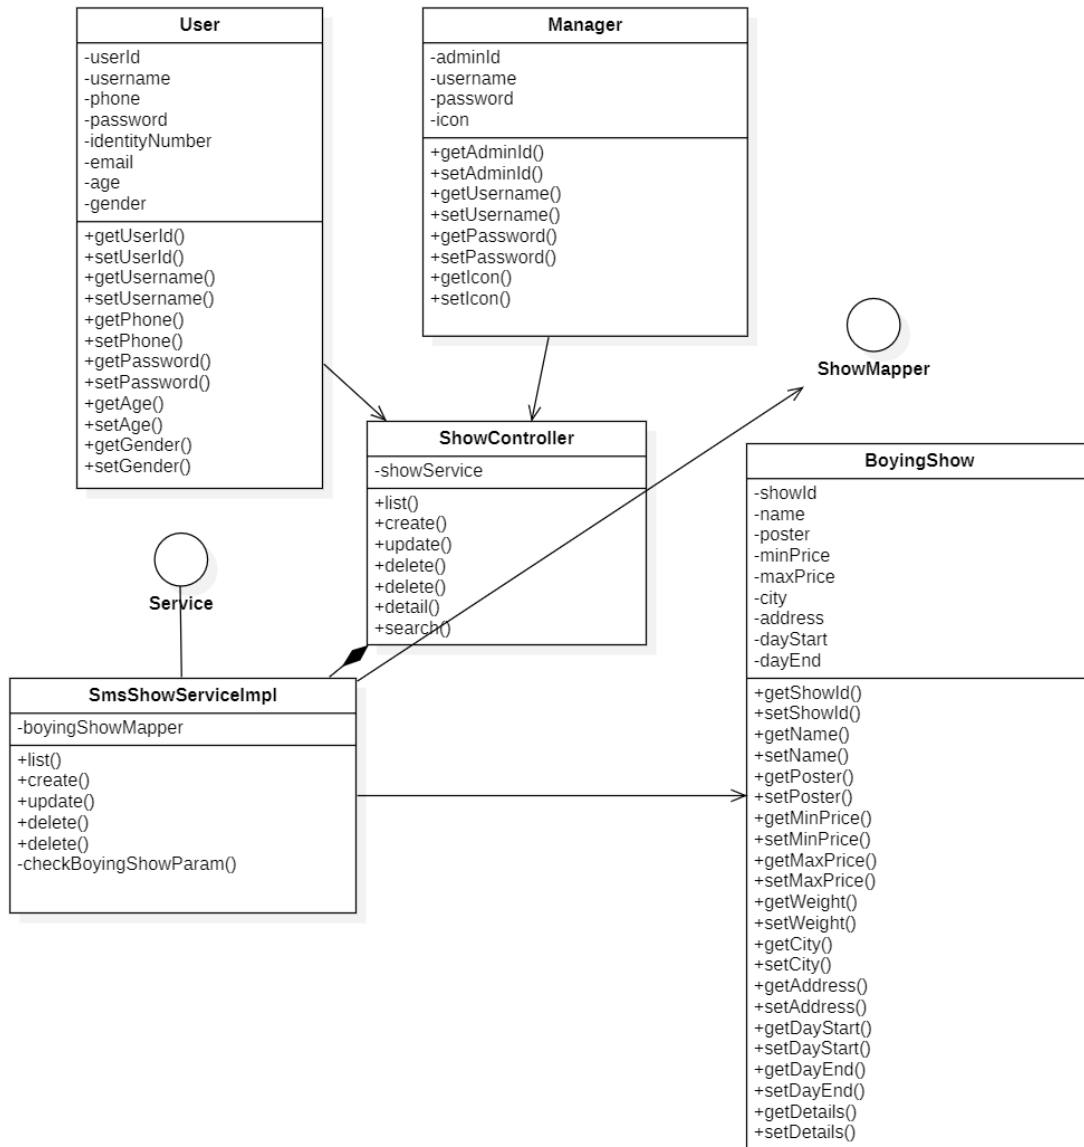 User
-userId
-username
-phone
-password
-identityNumber
-email
-age
-gender
+getUserId()
+setUserId()
+getUsername()
+setUsername()
+getPhone()
+setPhone()
+getPassword()
+setPassword()
+getAge()
+setAge()
+getGender()
+setGender()
Manager
-adminId
-username
-password
-icon
+getAdminId()
+setAdminId()
+getUsername()
+setUsername()
+getPassword()
+setPassword()
+getIcon()
+setIcon()
ShowMapper
ShowController
-showService
+list()
+create()
+update()
+delete()
+delete()
+detail()
+search()
Service
SmsShowServiceImpl
-boyingShowMapper
+list()
+create()
+update()
+delete()
+delete()
-checkBoyingShowParam()
BoyingShow
-showId
-name
-poster
-minPrice
-maxPrice
-city
-address
-dayStart
-dayEnd
+getShowId()
+setShowId()
+getName()
+setName()
+getPoster()
+setPoster()
+getMinPrice()
+setMinPrice()
+getMaxPrice()
+setMaxPrice()
+getWeight()
+setWeight()
+getCity()
+setCity()
+getAddress()
+setAddress()
+getDayStart()
+setDayStart()
+getDayEnd()
+setDayEnd()
+getDetails()
+setDetails()